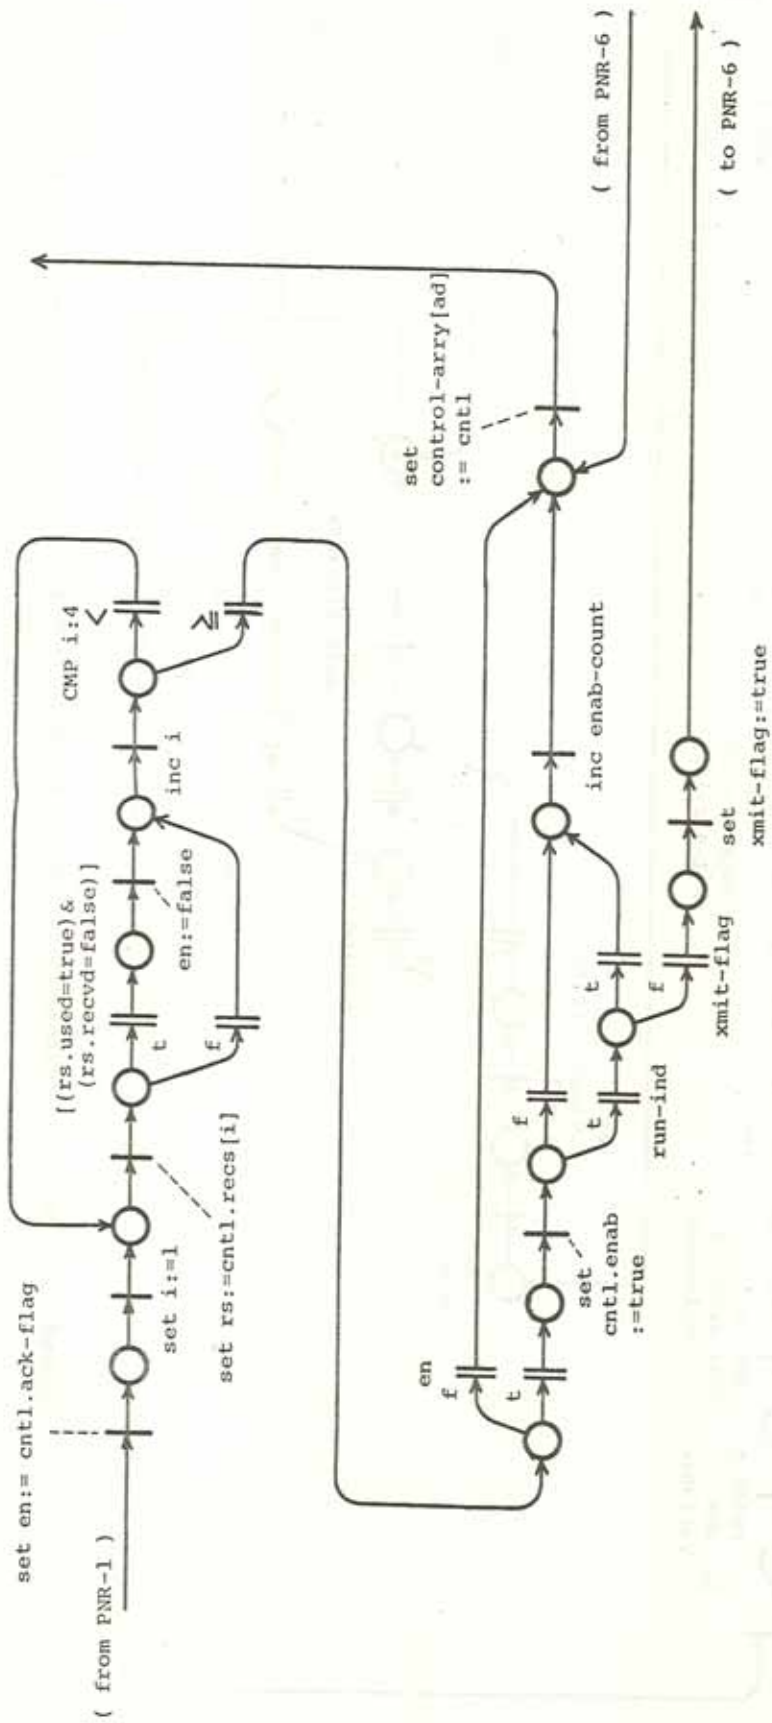 set en:= cntl.ack-flag
( from PNR-1 )
set i:=1
set rs:=cntl.recs[i]
[(rs.used=true)&
(rs.recvd=false)]
t
f
en:=false
inc i
CMP i:4
<
≥
en
f
t
set
cntl.enab
:=true
f
t
run-ind
t
f
xmit-flag
set
xmit-flag:=true
inc enab-count
set
control-arry[ad]
:= cntl
( from PNR-6 )
( to PNR-6 )